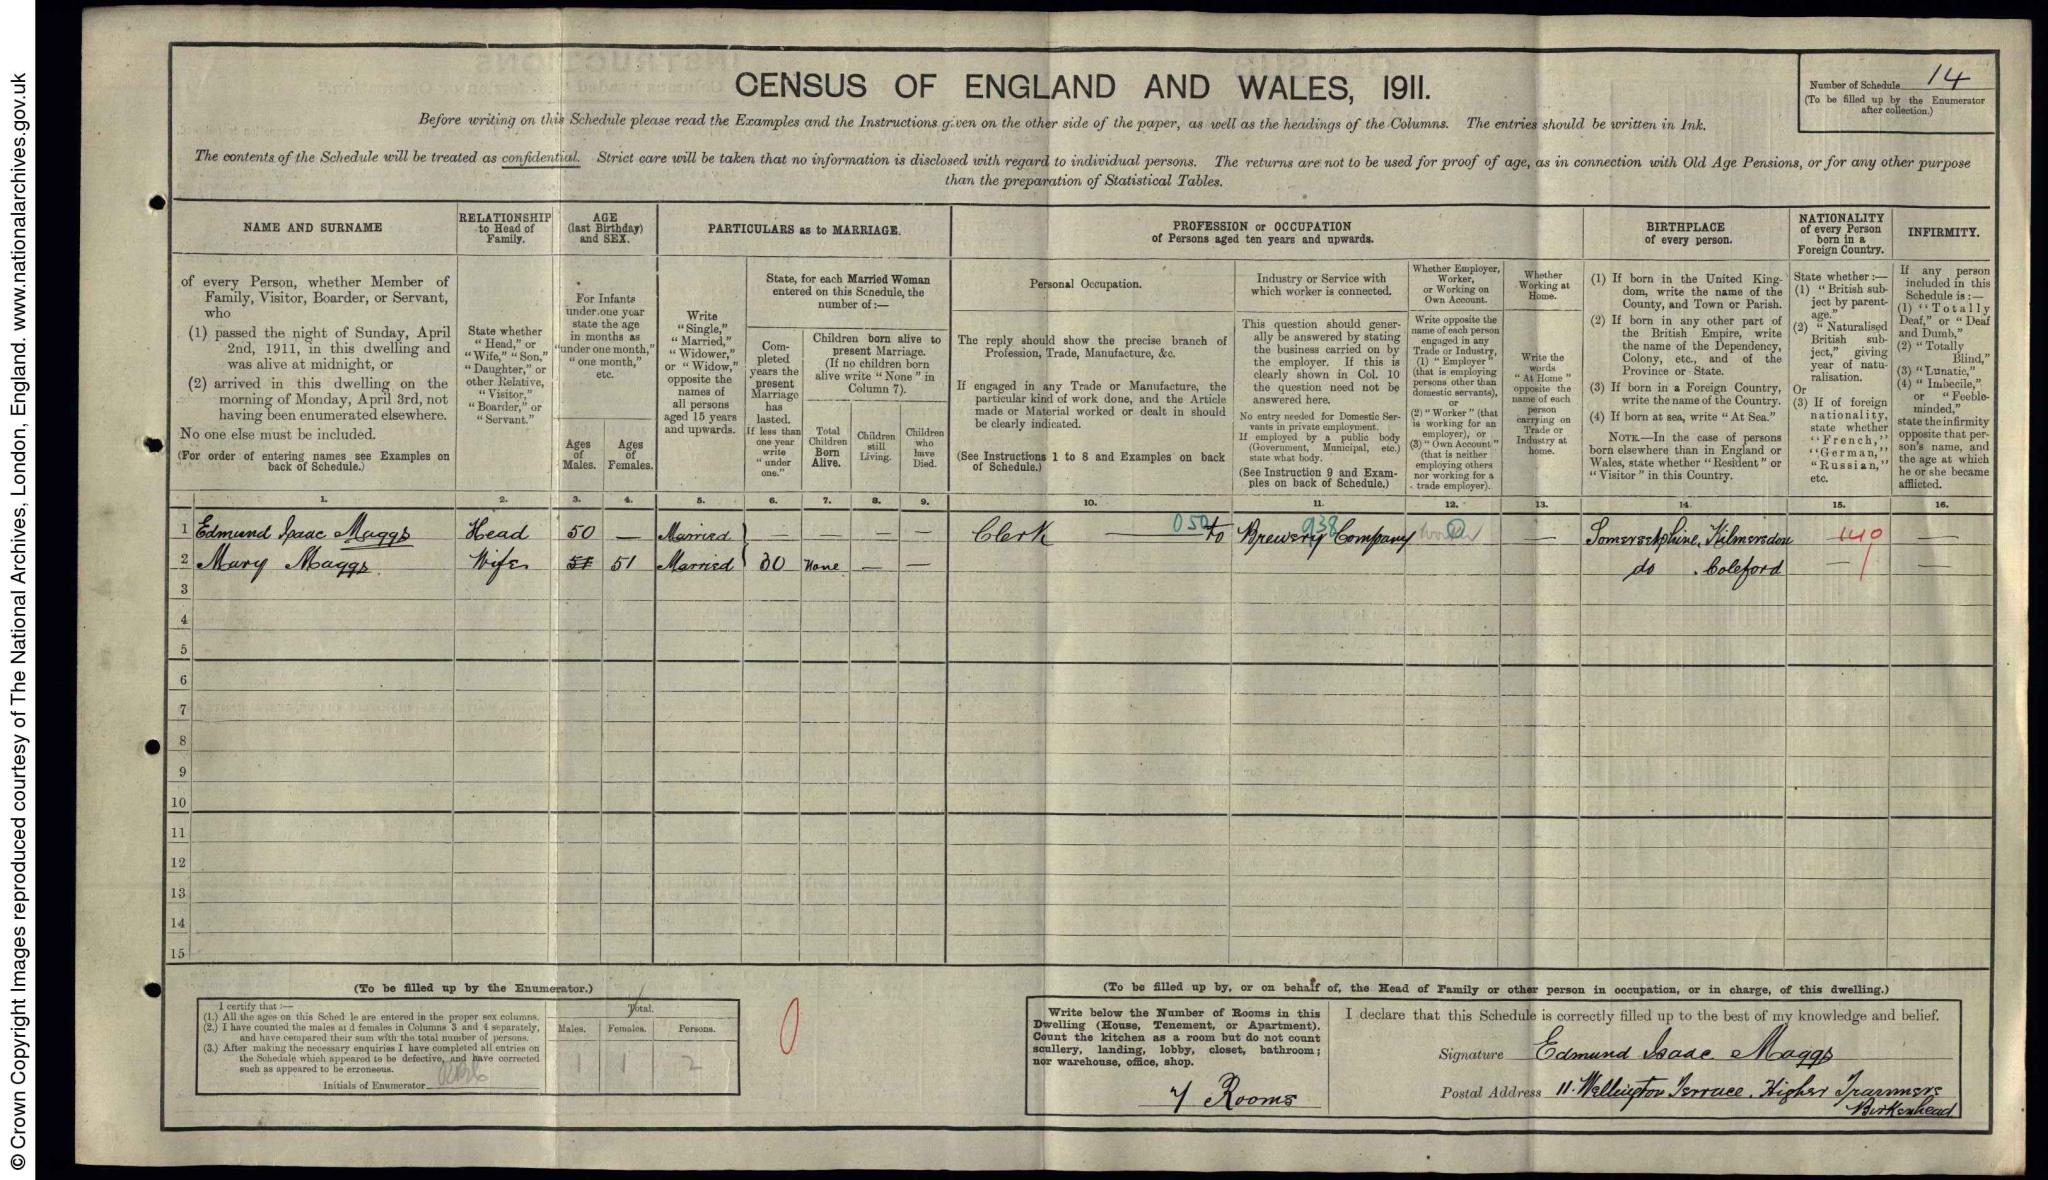 © Crown Copyright Images reproduced courtesy of The National Archives, London, England. www.nationalarchives.gov.uk
CENSUS OF ENGLAND AND WALES, 1911.
Number of Schedule 14
(To be filled up by the Enumerator
after collection.)
Before writing on this Schedule please read the Examples and the Instructions given on the other side of the paper, as well as the headings of the Columns. The entries should be written in Ink.
The contents of the Schedule will be treated as confidential. Strict care will be taken that no information is disclosed with regard to individual persons. The returns are not to be used for proof of age, as in connection with Old Age Pensions, or for any other purpose
than the preparation of Statistical Tables.
NAME AND SURNAME
RELATIONSHIP
to Head of
Family.
AGE
(last Birthday)
and SEX.
PARTICULARS as to MARRIAGE.
PROFESSION or OCCUPATION
of Persons aged ten years and upwards.
BIRTHPLACE
of every person.
NATIONALITY
of every Person
born in a
Foreign Country.
INFIRMITY.
of every Person, whether Member of
Family, Visitor, Boarder, or Servant,
who
(1) passed the night of Sunday, April
2nd, 1911, in this dwelling and
was alive at midnight, or
(2) arrived in this dwelling on the
morning of Monday, April 3rd, not
having been enumerated elsewhere.
No one else must be included.
(For order of entering names see Examples on
back of Schedule.)
State whether
"Head," or
"Wife," "Son,"
"Daughter," or
other Relative,
"Visitor,"
"Boarder," or
"Servant."
For Infants
under one year
state the age
in months as
"under one month,"
"one month,"
etc.
Ages
of
Males.
Ages
of
Females.
Write
"Single,"
"Married,"
"Widower,"
or "Widow,"
opposite the
names of
all persons
aged 15 years
and upwards.
State, for each Married Woman
entered on this Schedule, the
number of:—
Com-
pleted
years the
present
Marriage
has
lasted.
If less than
one year
write
"under
one."
Children born alive to
present Marriage.
(If no children born
alive write "None" in
Column 7).
Total
Children
Born
Alive.
Children
still
Living.
Children
who
have
Died.
Personal Occupation.
The reply should show the precise branch of
Profession, Trade, Manufacture, &c.
If engaged in any Trade or Manufacture, the
particular kind of work done, and the Article
made or Material worked or dealt in should
be clearly indicated.
(See Instructions 1 to 8 and Examples on back
of Schedule.)
Industry or Service with
which worker is connected.
This question should gener-
ally be answered by stating
the business carried on by
the employer. If this is
clearly shown in Col. 10
the question need not be
answered here.
No entry needed for Domestic Ser-
vants in private employment.
If employed by a public body
(Government, Municipal, etc.)
state what body.
(See Instruction 9 and Exam-
ples on back of Schedule.)
Whether Employer,
Worker,
or Working on
Own Account.
Write opposite the
name of each person
engaged in any
Trade or Industry,
(1) "Employer"
(that is employing
persons other than
domestic servants),
or
(2) "Worker" (that
is working for an
employer), or
(3) "Own Account"
(that is neither
employing others
nor working for a
trade employer).
Whether
Working at
Home.
Write the
words
"At Home"
opposite the
name of each
person
carrying on
Trade or
Industry at
home.
(1) If born in the United King-
dom, write the name of the
County, and Town or Parish.
(2) If born in any other part of
the British Empire, write
the name of the Dependency,
Colony, etc., and of the
Province or State.
(3) If born in a Foreign Country,
write the name of the Country.
(4) If born at sea, write "At Sea."
NOTE.—In the case of persons
born elsewhere than in England or
Wales, state whether "Resident" or
"Visitor" in this Country.
State whether:—
(1) "British sub-
ject by parent-
age."
(2) "Naturalised
British sub-
ject," giving
year of natu-
ralisation.
Or
(3) If of foreign
nationality,
state whether
"French,"
"German,"
"Russian,"
etc.
If any person
included in this
Schedule is:—
(1) "Totally
Deaf," or "Deaf
and Dumb,"
(2) "Totally
Blind,"
(3) "Lunatic,"
(4) "Imbecile,"
or "Feeble-
minded,"
state the infirmity
opposite that per-
son's name, and
the age at which
he or she became
afflicted.
1. 2. 3. 4. 5. 6. 7. 8. 9. 10. 11. 12. 13. 14. 15. 16.
1 Edmund Isaac Maggs Head 50 — Married — — — — Clerk 050 to Brewery 938 Company — Somersetshire, Kilmersdon 140 —
2 Mary Maggs Wife 51 51 Married 30 None — — do . Coleford — —
3
4
5
6
7
8
9
10
11
12
13
14
15
(To be filled up by the Enumerator.)
I certify that:—
(1.) All the ages on this Schedule are entered in the proper sex columns.
(2.) I have counted the males and females in Columns 3 and 4 separately,
and have compared their sum with the total number of persons.
(3.) After making the necessary enquiries I have completed all entries on
the Schedule which appeared to be defective, and have corrected
such as appeared to be erroneous.
Initials of Enumerator
Total.
Males. Females. Persons.
1 1 2
0
(To be filled up by, or on behalf of, the Head of Family or other person in occupation, or in charge, of this dwelling.)
Write below the Number of Rooms in this
Dwelling (House, Tenement, or Apartment).
Count the kitchen as a room but do not count
scullery, landing, lobby, closet, bathroom;
nor warehouse, office, shop.
7 Rooms
I declare that this Schedule is correctly filled up to the best of my knowledge and belief.
Signature Edmund Isaac Maggs
Postal Address 11. Wellington Terrace. Higher Tranmere
Birkenhead